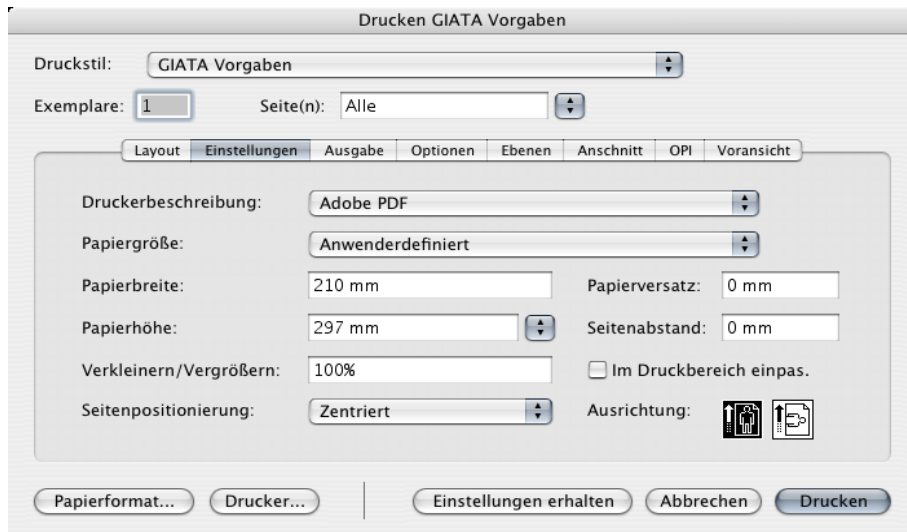 Drucken GIATA Vorgaben
Druckstil: GIATA Vorgaben
Exemplare: 1 Seite(n): Alle
Layout Einstellungen Ausgabe Optionen Ebenen Anschnitt OPI Voransicht
Druckerbeschreibung: Adobe PDF
Papiergröße: Anwenderdefiniert
Papierbreite: 210 mm Papierversatz: 0 mm
Papierhöhe: 297 mm Seitenabstand: 0 mm
Verkleinern/Vergrößern: 100% Im Druckbereich einpas.
Seitenpositionierung: Zentriert Ausrichtung:
Papierformat... Drucker... Einstellungen erhalten Abbrechen Drucken